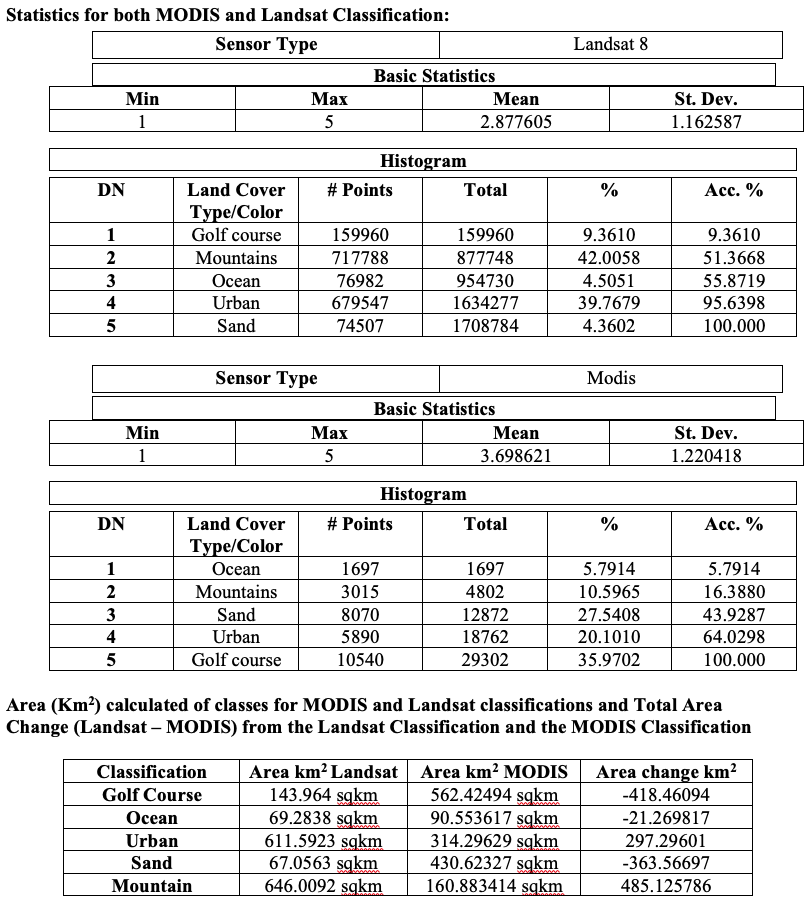 Statistics for both MODIS and Landsat Classification:
Sensor Type Landsat 8
Basic Statistics
Min Max Mean St. Dev.
1 5 2.877605 1.162587
Histogram
DN Land Cover # Points Total % Acc. %
Type/Color
1 Golf course 159960 159960 9.3610 9.3610
2 Mountains 717788 877748 42.0058 51.3668
3 Ocean 76982 954730 4.5051 55.8719
4 Urban 679547 1634277 39.7679 95.6398
5 Sand 74507 1708784 4.3602 100.000
Sensor Type Modis
Basic Statistics
Min Max Mean St. Dev.
1 5 3.698621 1.220418
Histogram
DN Land Cover # Points Total % Acc. %
Type/Color
1 Ocean 1697 1697 5.7914 5.7914
2 Mountains 3015 4802 10.5965 16.3880
3 Sand 8070 12872 27.5408 43.9287
4 Urban 5890 18762 20.1010 64.0298
5 Golf course 10540 29302 35.9702 100.000
Area (Km²) calculated of classes for MODIS and Landsat classifications and Total Area
Change (Landsat – MODIS) from the Landsat Classification and the MODIS Classification
Classification Area km² Landsat Area km² MODIS Area change km²
Golf Course 143.964 sqkm 562.42494 sqkm -418.46094
Ocean 69.2838 sqkm 90.553617 sqkm -21.269817
Urban 611.5923 sqkm 314.29629 sqkm 297.29601
Sand 67.0563 sqkm 430.62327 sqkm -363.56697
Mountain 646.0092 sqkm 160.883414 sqkm 485.125786